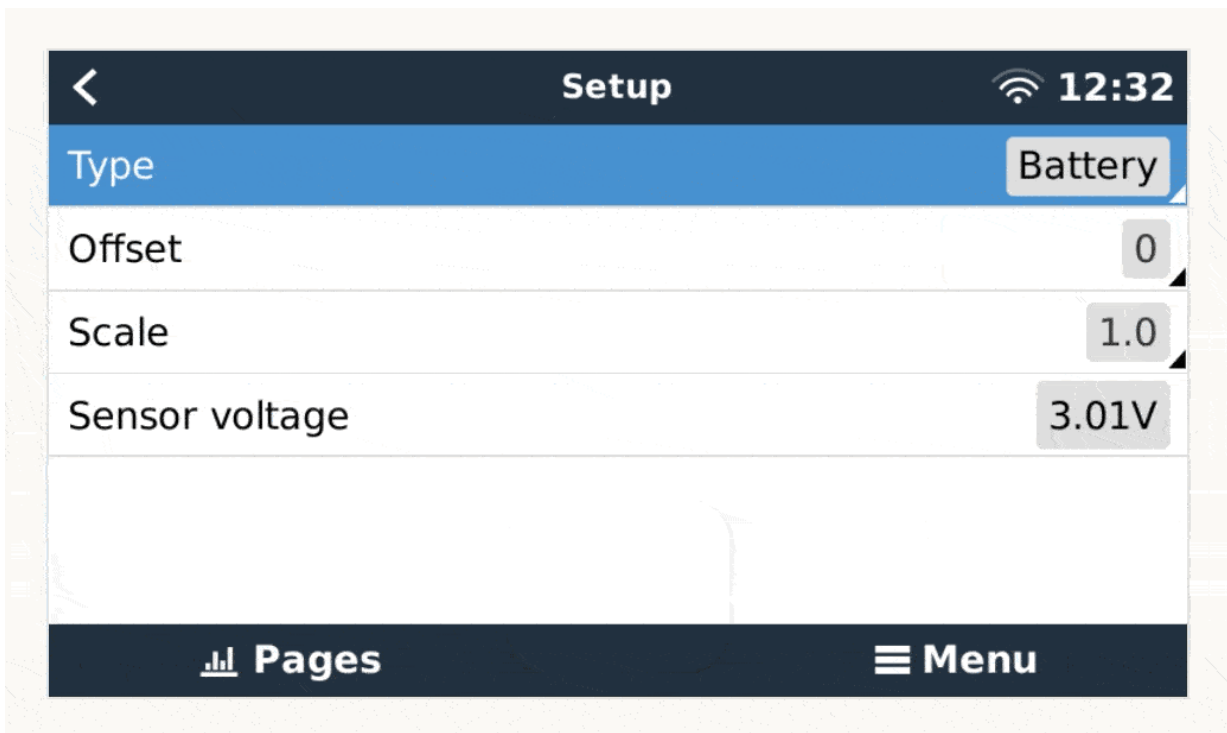 Setup 12:32
Type Battery
Offset 0
Scale 1.0
Sensor voltage 3.01V
Pages Menu